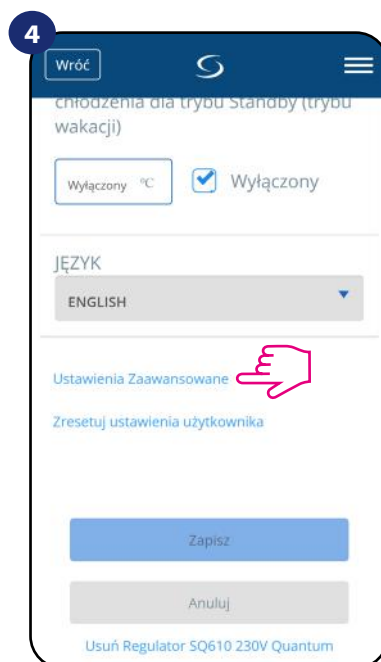 4
Wróć
chłodzenia dla trybu Standby (trybu
wakacji)
Wyłączony °C
Wyłączony
JĘZYK
ENGLISH
Ustawienia Zaawansowane
Zresetuj ustawienia użytkownika
Zapisz
Anuluj
Usuń Regulator SQ610 230V Quantum